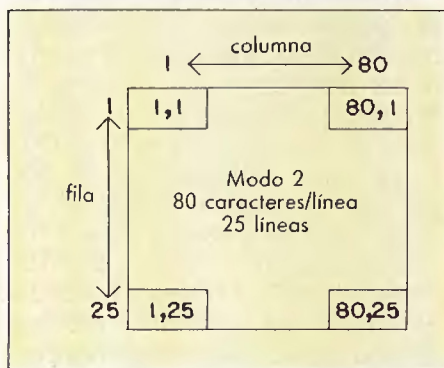 columna
1 80
1 1,1 80,1
fila
Modo 2
80 caracteres/línea
25 líneas
25 1,25 80,25